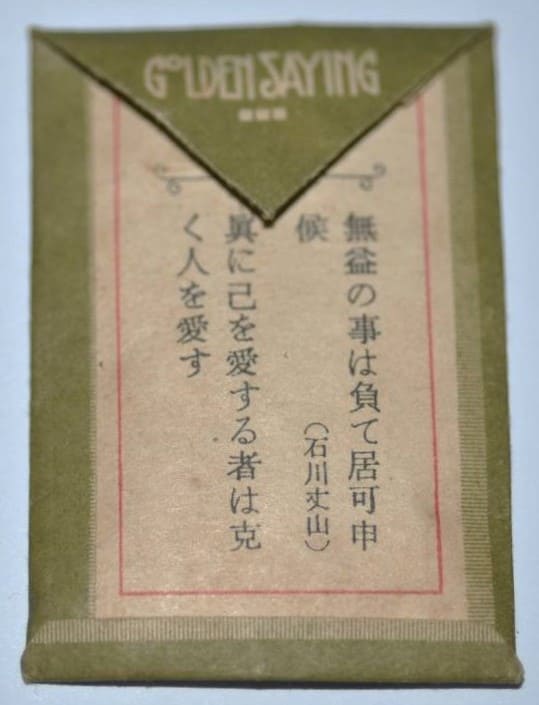 GOLDEN SAYING
無益の事は負て居可申
候
（石川丈山）
眞に己を愛する者は克
く人を愛す